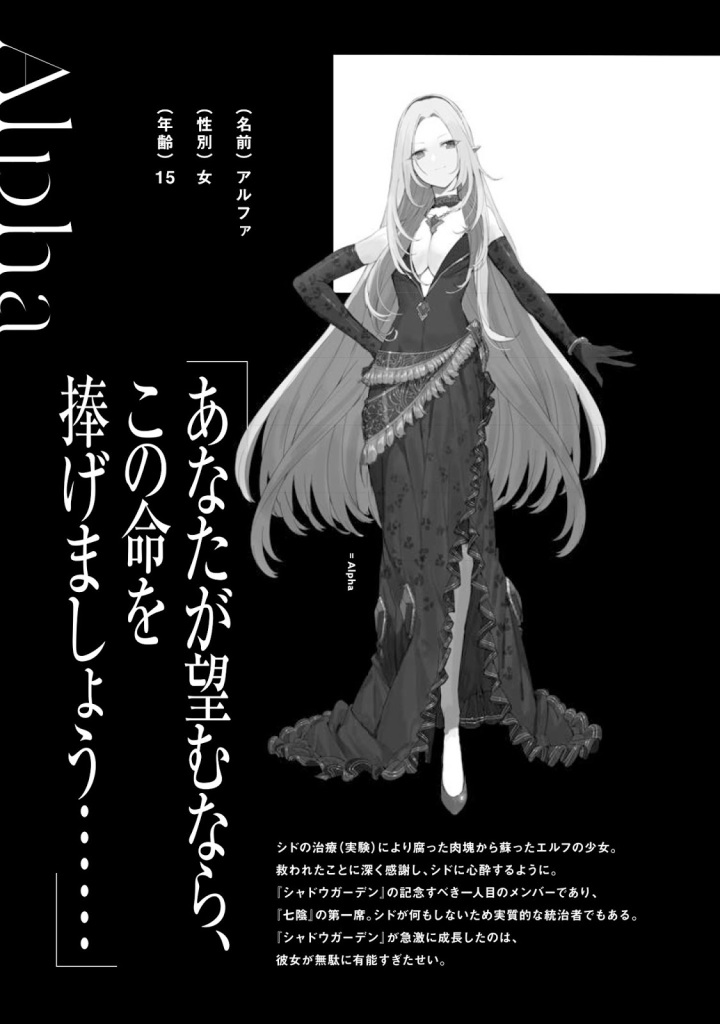 Alpha
(名前) アルファ
(性別) 女
(年齢) 15
「あなたが望むなら、
この命を
捧げましょう……」
= Alpha
シドの治療(実験)により腐った肉塊から蘇ったエルフの少女。
救われたことに深く感謝し、シドに心酔するように。
『シャドウガーデン』の記念すべき一人目のメンバーであり、
『七陰』の第一席。シドが何もしないため実質的な統治者でもある。
『シャドウガーデン』が急激に成長したのは、
彼女が無駄に有能すぎたせい。